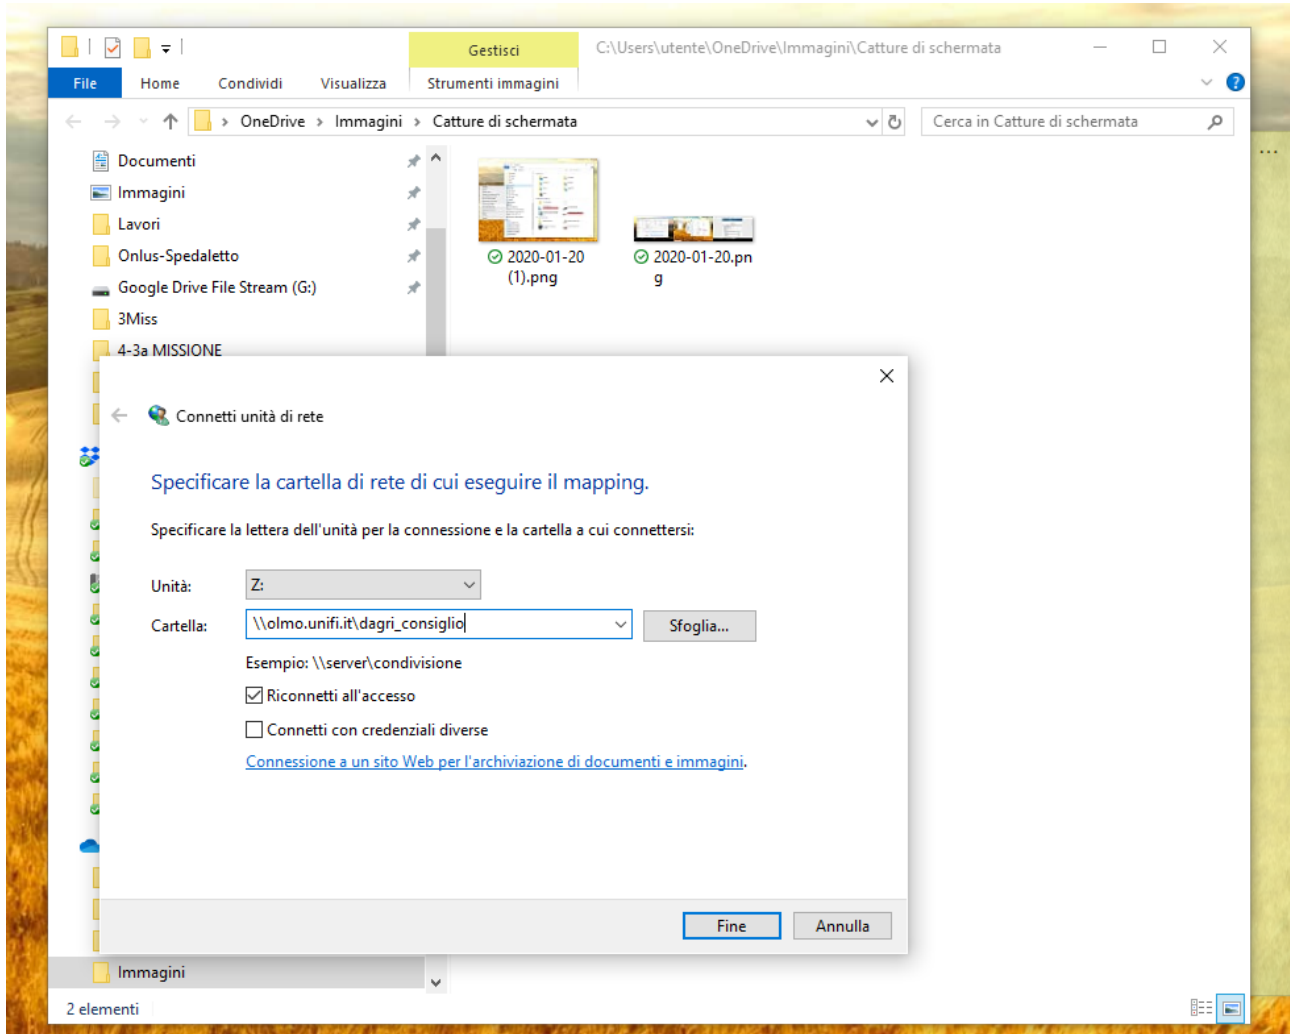 Gestisci
C:\Users\utente\OneDrive\Immagini\Catture di schermata
File Home Condividi Visualizza Strumenti immagini
OneDrive Immagini Catture di schermata
Cerca in Catture di schermata
Documenti
Immagini
Lavori
Onlus-Spedaletto
Google Drive File Stream (G:)
3Miss
4-3a MISSIONE
2020-01-20
(1).png
2020-01-20.pn
g
Connetti unità di rete
Specificare la cartella di rete di cui eseguire il mapping.
Specificare la lettera dell'unità per la connessione e la cartella a cui connettersi:
Unità: Z:
Cartella: \\olmo.unifi.it\dagri_consiglio Sfoglia...
Esempio: \\server\condivisione
Riconnetti all'accesso
Connetti con credenziali diverse
Connessione a un sito Web per l'archiviazione di documenti e immagini.
Fine Annulla
Immagini
2 elementi